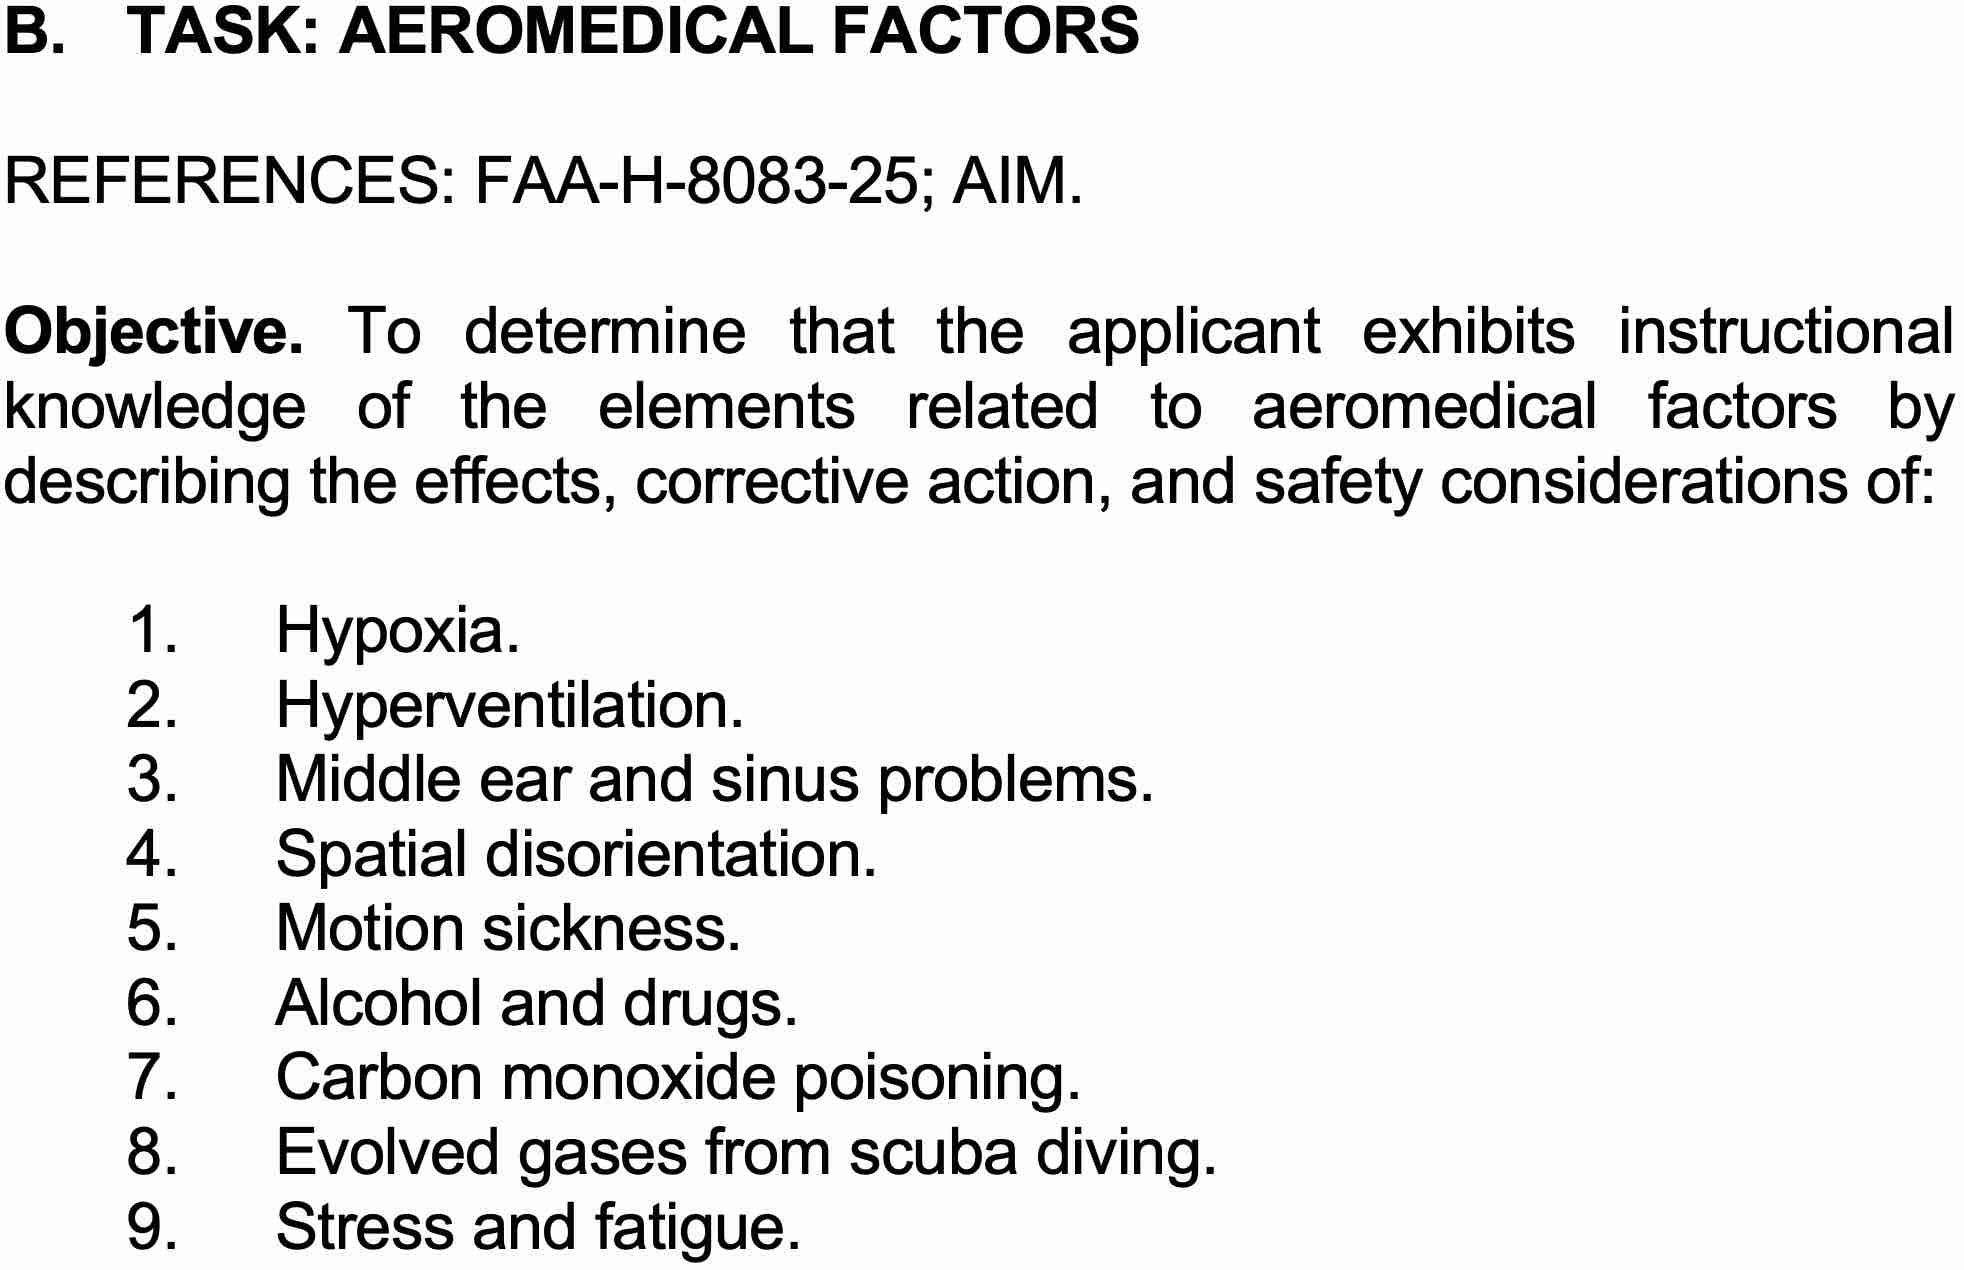 B. TASK: AEROMEDICAL FACTORS
REFERENCES: FAA-H-8083-25; AIM.
Objective. To determine that the applicant exhibits instructional
knowledge of the elements related to aeromedical factors by
describing the effects, corrective action, and safety considerations of:
1. Hypoxia.
2. Hyperventilation.
3. Middle ear and sinus problems.
4. Spatial disorientation.
5. Motion sickness.
6. Alcohol and drugs.
7. Carbon monoxide poisoning.
8. Evolved gases from scuba diving.
9. Stress and fatigue.